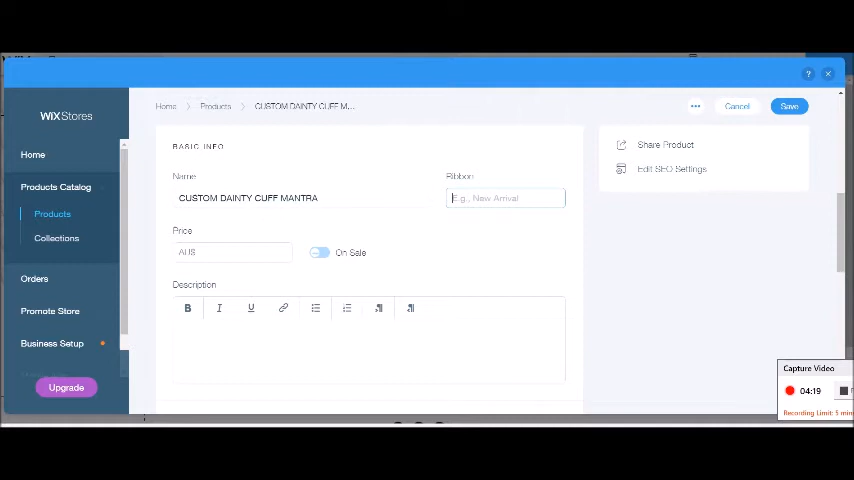 WIX Stores
Home
Products Catalog
Products
Collections
Orders
Promote Store
Business Setup
Upgrade
Home
Products
CUSTOM DAINTY CUFF M...
Cancel
Save
BASIC INFO
Name
Ribbon
CUSTOM DAINTY CUFF MANTRA
E.g., New Arrival
Price
AU$
On Sale
Description
B I U
Share Product
Edit SEO Settings
Capture Video
04:19
Recording Limit: 5 min